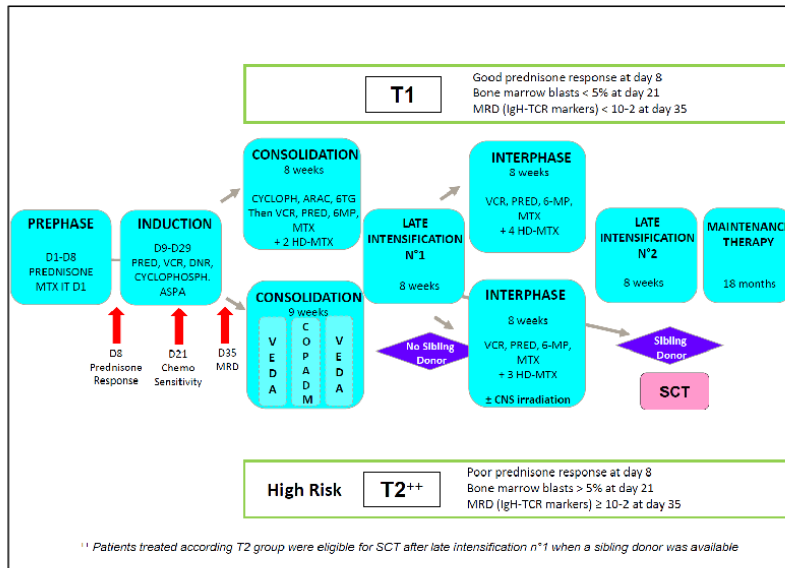 T1
Good prednisone response at day 8
Bone marrow blasts < 5% at day 21
MRD (IgH-TCR markers) < 10-2 at day 35
PREPHASE
D1-D8
PREDNISONE
MTX IT D1
INDUCTION
D9-D29
PRED, VCR, DNR,
CYCLOPHOSPH.
ASPA
D8
Prednisone
Response
D21
Chemo
Sensitivity
D35
MRD
CONSOLIDATION
8 weeks
CYCLOPH, ARAC, 6TG
Then VCR, PRED, 6MP,
MTX
+ 2 HD-MTX
CONSOLIDATION
9 weeks
VEDA
COPADM
VEDA
LATE
INTENSIFICATION
N°1
8 weeks
No Sibling
Donor
INTERPHASE
8 weeks
VCR, PRED, 6-MP,
MTX
+ 4 HD-MTX
INTERPHASE
8 weeks
VCR, PRED, 6-MP,
MTX
+ 3 HD-MTX
± CNS irradiation
LATE
INTENSIFICATION
N°2
8 weeks
MAINTENANCE
THERAPY
18 months
Sibling
Donor
SCT
High Risk
T2++
Poor prednisone response at day 8
Bone marrow blasts > 5% at day 21
MRD (IgH-TCR markers) ≥ 10-2 at day 35
++ Patients treated according T2 group were eligible for SCT after late intensification n°1 when a sibling donor was available